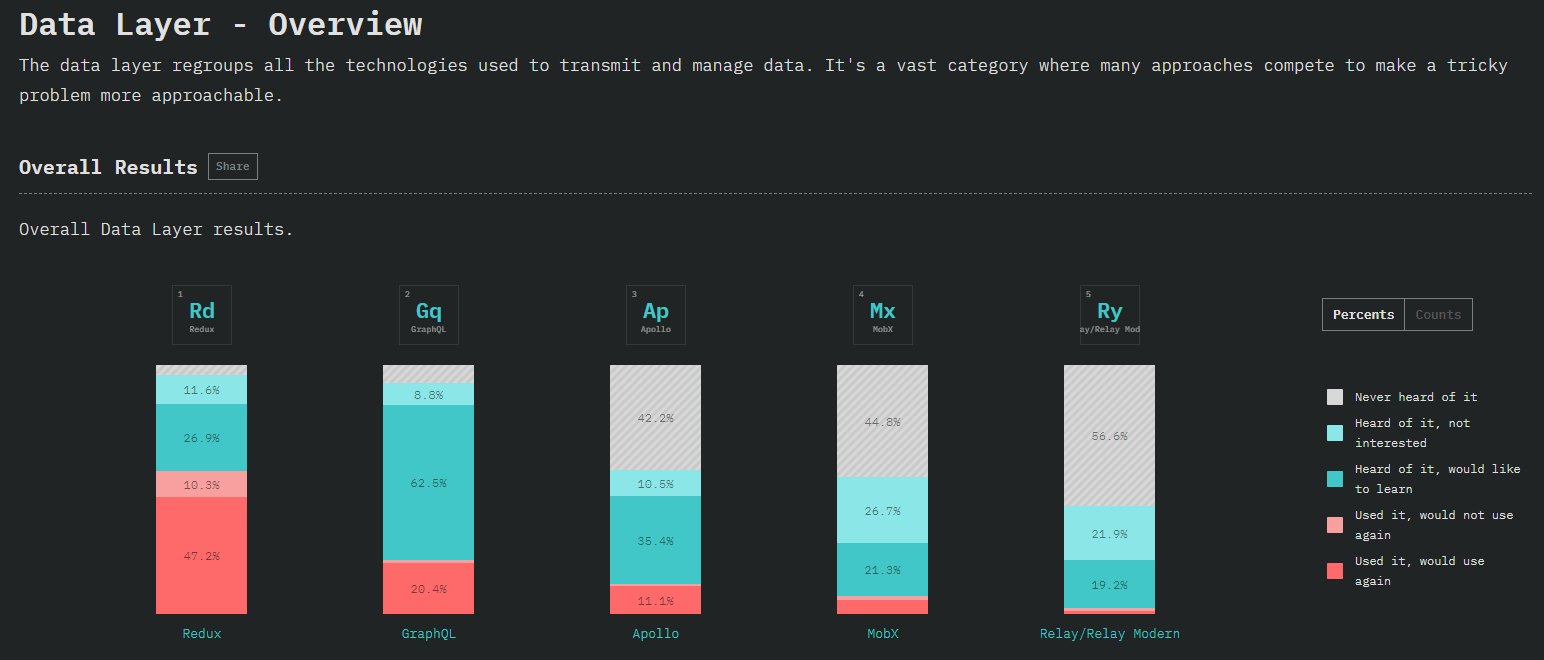 Data Layer - Overview
The data layer regroups all the technologies used to transmit and manage data. It's a vast category where many approaches compete to make a tricky
problem more approachable.
Overall Results Share
Overall Data Layer results.
1
Rd
Redux
2
Gq
GraphQL
3
Ap
Apollo
4
Mx
MobX
5
Ry
ay/Relay Mod
Percents Counts
11.6%
26.9%
10.3%
47.2%
8.8%
62.5%
20.4%
42.2%
10.5%
35.4%
11.1%
44.8%
26.7%
21.3%
56.6%
21.9%
19.2%
Never heard of it
Heard of it, not
interested
Heard of it, would like
to learn
Used it, would not use
again
Used it, would use
again
Redux
GraphQL
Apollo
MobX
Relay/Relay Modern